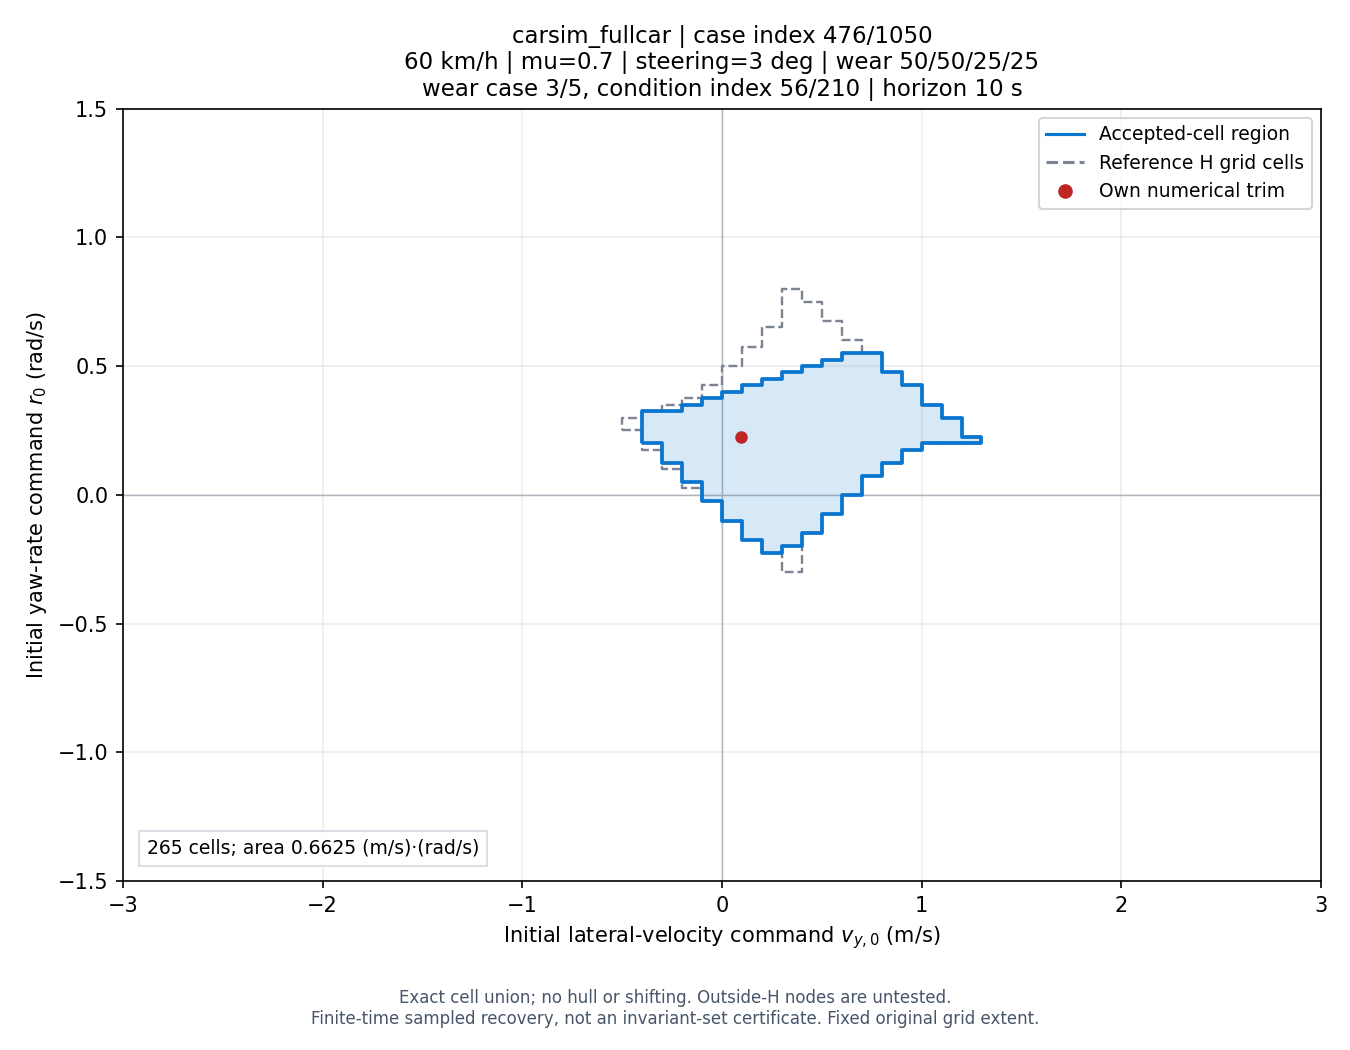 carsim_fullcar | case index 476/1050
60 km/h | mu=0.7 | steering=3 deg | wear 50/50/25/25
wear case 3/5, condition index 56/210 | horizon 10 s
Accepted-cell region
Reference H grid cells
Own numerical trim
1.5
1.0
0.5
0.0
−0.5
−1.0
−1.5
Initial yaw-rate command r0 (rad/s)
265 cells; area 0.6625 (m/s)·(rad/s)
−3
−2
−1
0
1
2
3
Initial lateral-velocity command vy,0 (m/s)
Exact cell union; no hull or shifting. Outside-H nodes are untested.
Finite-time sampled recovery, not an invariant-set certificate. Fixed original grid extent.